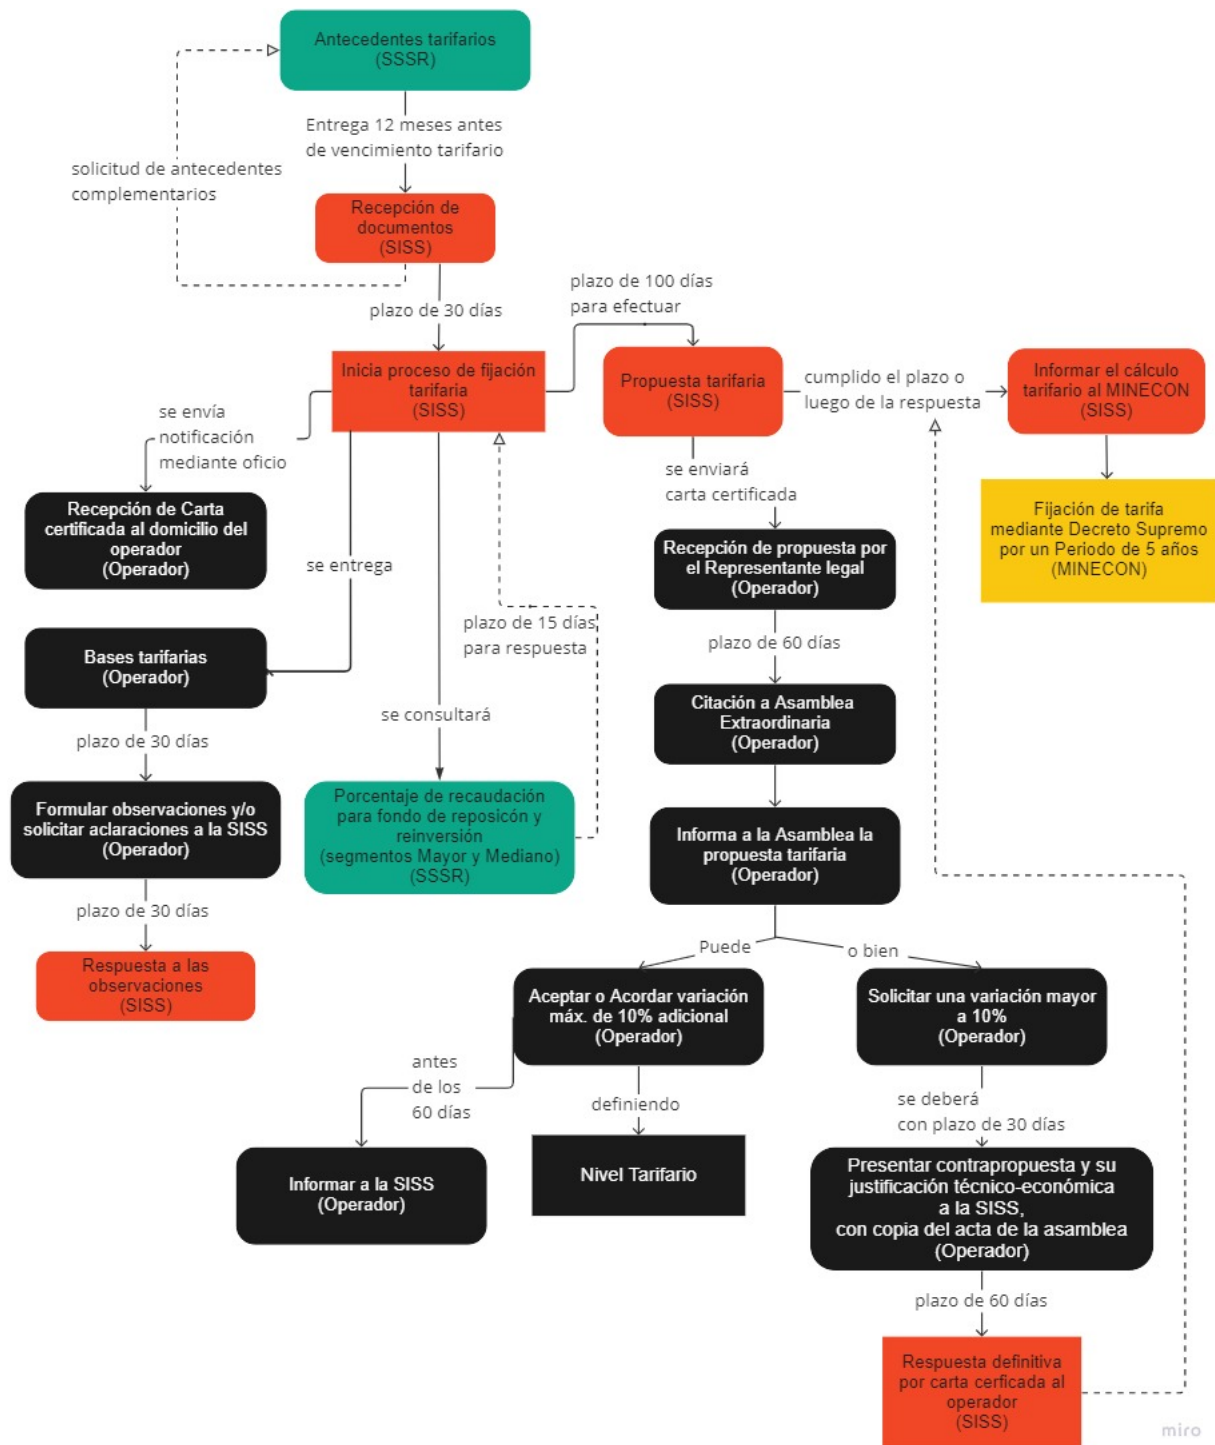 Antecedentes tarifarios
(SSSR)
Entrega 12 meses antes
de vencimiento tarifario
solicitud de antecedentes
complementarios
Recepción de
documentos
(SISS)
plazo de 30 días
plazo de 100 días
para efectuar
Inicia proceso de fijación
tarifaria
(SISS)
Propuesta tarifaria
(SISS)
cumplido el plazo o
luego de la respuesta
Informar el cálculo
tarifario al MINECON
(SISS)
se envía
notificación
mediante oficio
se enviará
carta certificada
Recepción de Carta
certificada al domicilio del
operador
(Operador)
Fijación de tarifa
mediante Decreto Supremo
por un Periodo de 5 años
(MINECON)
Recepción de propuesta por
el Representante legal
(Operador)
se entrega
plazo de 15 días
para respuesta
plazo de 60 días
Bases tarifarias
(Operador)
Citación a Asamblea
Extraordinaria
(Operador)
se consultará
plazo de 30 días
Formular observaciones y/o
solicitar aclaraciones a la SISS
(Operador)
Porcentaje de recaudación
para fondo de reposicón y
reinversión
(segmentos Mayor y Mediano)
(SSSR)
Informa a la Asamblea la
propuesta tarifaria
(Operador)
plazo de 30 días
Respuesta a las
observaciones
(SISS)
Puede
o bien
Aceptar o Acordar variación
máx. de 10% adicional
(Operador)
Solicitar una variación mayor
a 10%
(Operador)
antes
de los
60 días
definiendo
se deberá
con plazo de 30 días
Informar a la SISS
(Operador)
Nivel Tarifario
Presentar contrapropuesta y su
justificación técnico-económica
a la SISS,
con copia del acta de la asamblea
(Operador)
plazo de 60 días
Respuesta definitiva
por carta cerficada al
operador
(SISS)
miro